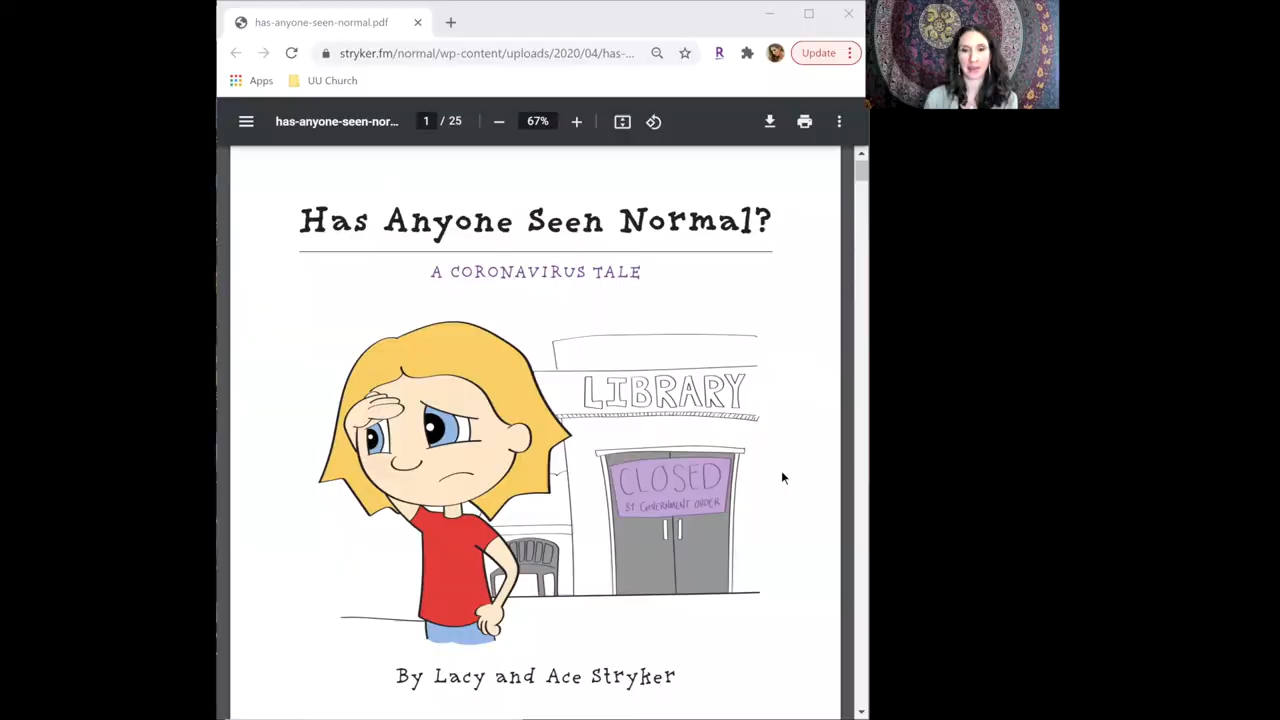 has-anyone-seen-normal.pdf
stryker.fm/normal/wp-content/uploads/2020/04/has-...
R
Update
Apps
UU Church
has-anyone-seen-nor...
1 / 25
67%
Has Anyone Seen Normal?
A CORONAVIRUS TALE
LIBRARY
CLOSED
BY GOVERNMENT ORDER
By Lacy and Ace Stryker